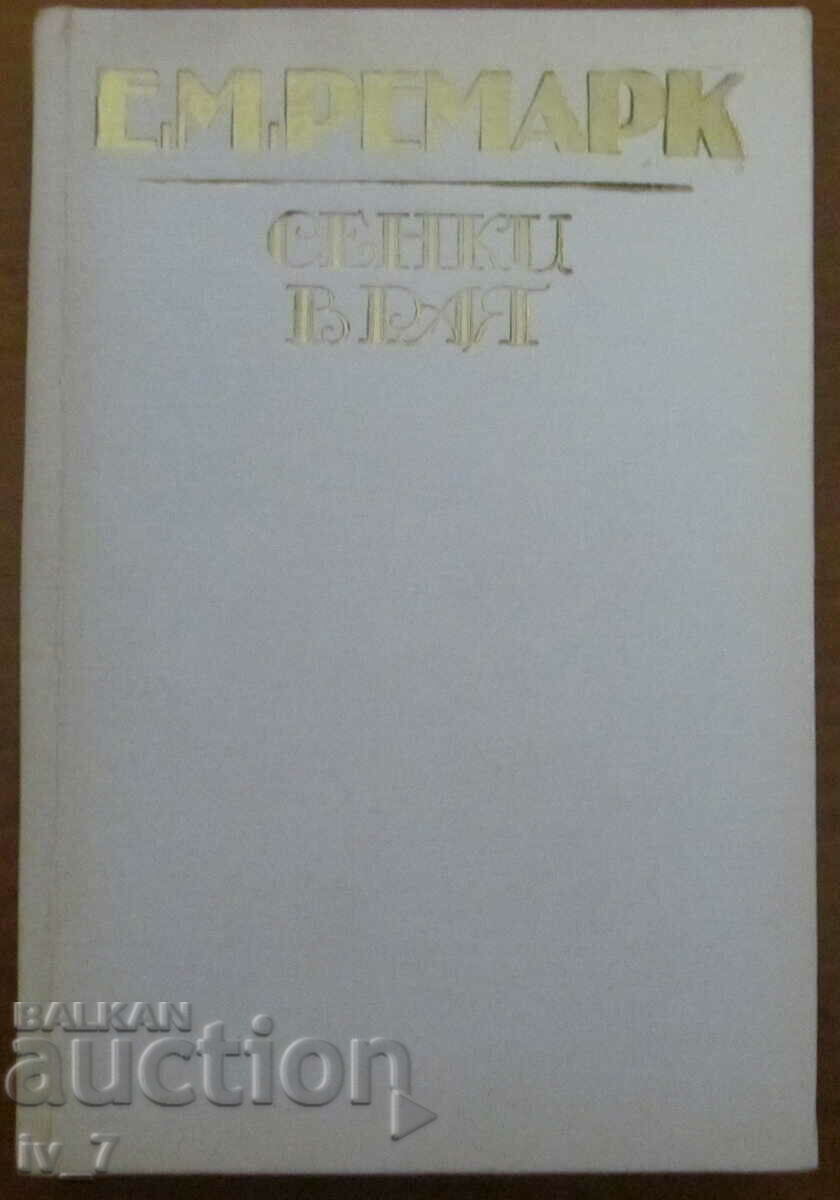 Е.М.РЕМАРК
СЕНКИ
В РАЯ
BALKAN
auction
iv_7